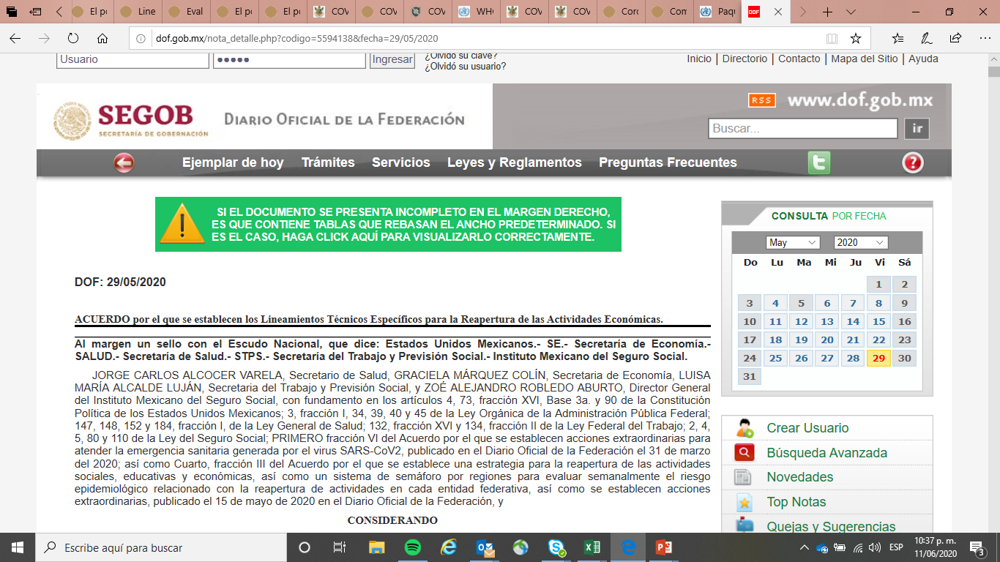 El po
Line
Eval
El po
El po
COV
COV
COV
WH
COV
COV
Coro
Com
Paqu
DOF
dof.gob.mx/nota_detalle.php?codigo=5594138&fecha=29/05/2020
Usuario
Ingresar
¿Olvidó su clave?
¿Olvidó su usuario?
Inicio | Directorio | Contacto | Mapa del Sitio | Ayuda
SEGOB
SECRETARÍA DE GOBERNACIÓN
DIARIO OFICIAL DE LA FEDERACIÓN
RSS www.dof.gob.mx
Buscar... ir
Ejemplar de hoy Trámites Servicios Leyes y Reglamentos Preguntas Frecuentes
SI EL DOCUMENTO SE PRESENTA INCOMPLETO EN EL MARGEN DERECHO,
ES QUE CONTIENE TABLAS QUE REBASAN EL ANCHO PREDETERMINADO. SI
ES EL CASO, HAGA CLICK AQUÍ PARA VISUALIZARLO CORRECTAMENTE.
DOF: 29/05/2020
ACUERDO por el que se establecen los Lineamientos Técnicos Específicos para la Reapertura de las Actividades Económicas.
Al margen un sello con el Escudo Nacional, que dice: Estados Unidos Mexicanos.- SE.- Secretaría de Economía.-
SALUD.- Secretaría de Salud.- STPS.- Secretaría del Trabajo y Previsión Social.- Instituto Mexicano del Seguro Social.
JORGE CARLOS ALCOCER VARELA, Secretario de Salud, GRACIELA MÁRQUEZ COLÍN, Secretaria de Economía, LUISA
MARÍA ALCALDE LUJÁN, Secretaria del Trabajo y Previsión Social, y ZOÉ ALEJANDRO ROBLEDO ABURTO, Director General
del Instituto Mexicano del Seguro Social, con fundamento en los artículos 4, 73, fracción XVI, Base 3a. y 90 de la Constitución
Política de los Estados Unidos Mexicanos; 3, fracción I, 34, 39, 40 y 45 de la Ley Orgánica de la Administración Pública Federal;
147, 148, 152 y 184, fracción I, de la Ley General de Salud; 132, fracción XVI y 134, fracción II de la Ley Federal del Trabajo; 2, 4,
5, 80 y 110 de la Ley del Seguro Social; PRIMERO fracción VI del Acuerdo por el que se establecen acciones extraordinarias para
atender la emergencia sanitaria generada por el virus SARS-CoV2, publicado en el Diario Oficial de la Federación el 31 de marzo
del 2020; así como Cuarto, fracción III del Acuerdo por el que se establece una estrategia para la reapertura de las actividades
sociales, educativas y económicas, así como un sistema de semáforo por regiones para evaluar semanalmente el riesgo
epidemiológico relacionado con la reapertura de actividades en cada entidad federativa, así como se establecen acciones
extraordinarias, publicado el 15 de mayo de 2020 en el Diario Oficial de la Federación, y
CONSIDERANDO
CONSULTA POR FECHA
May 2020
Do Lu Ma Mi Ju Vi Sá
1 2
3 4 5 6 7 8 9
10 11 12 13 14 15 16
17 18 19 20 21 22 23
24 25 26 27 28 29 30
31
Crear Usuario
Búsqueda Avanzada
Novedades
Top Notas
Quejas y Sugerencias
Escribe aquí para buscar
ESP
10:37 p. m.
11/06/2020
3